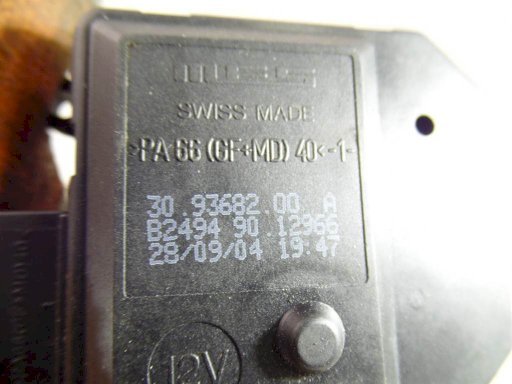 SWISS MADE
>PA 66 (GF+MD) 40<-1-
30.93682.00 A
B2494 90.12966
28/09/04 19:47
12V